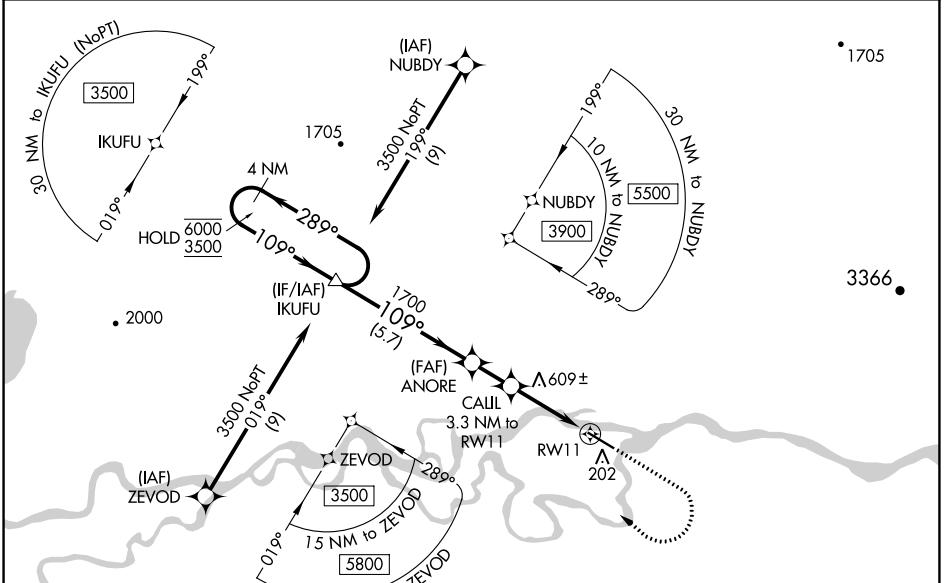 30 NM to IKUFU (NoPT)
3500
199°
IKUFU
019°
(IAF)
NUBDY
3500 NoPT
199°
(9)
1705
1705
199°
30 NM to NUBDY
10 NM to NUBDY
5500
NUBDY
3900
289°
4 NM
289°
HOLD
6000
3500
109°
(IF/IAF)
IKUFU
1700
109°
(5.7)
3366
2000
(FAF)
ANORE
CALIL
3.3 NM to
RW11
609±
RW11
202
3500 NoPT
019°
(9)
(IAF)
ZEVOD
ZEVOD
289°
3500
15 NM to ZEVOD
019°
5800
ZEVOD